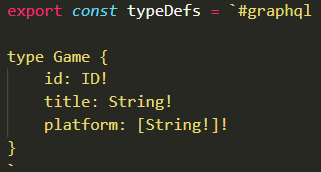 export const typeDefs = `#graphql
type Game {
    id: ID!
    title: String!
    platform: [String!]!
}
`